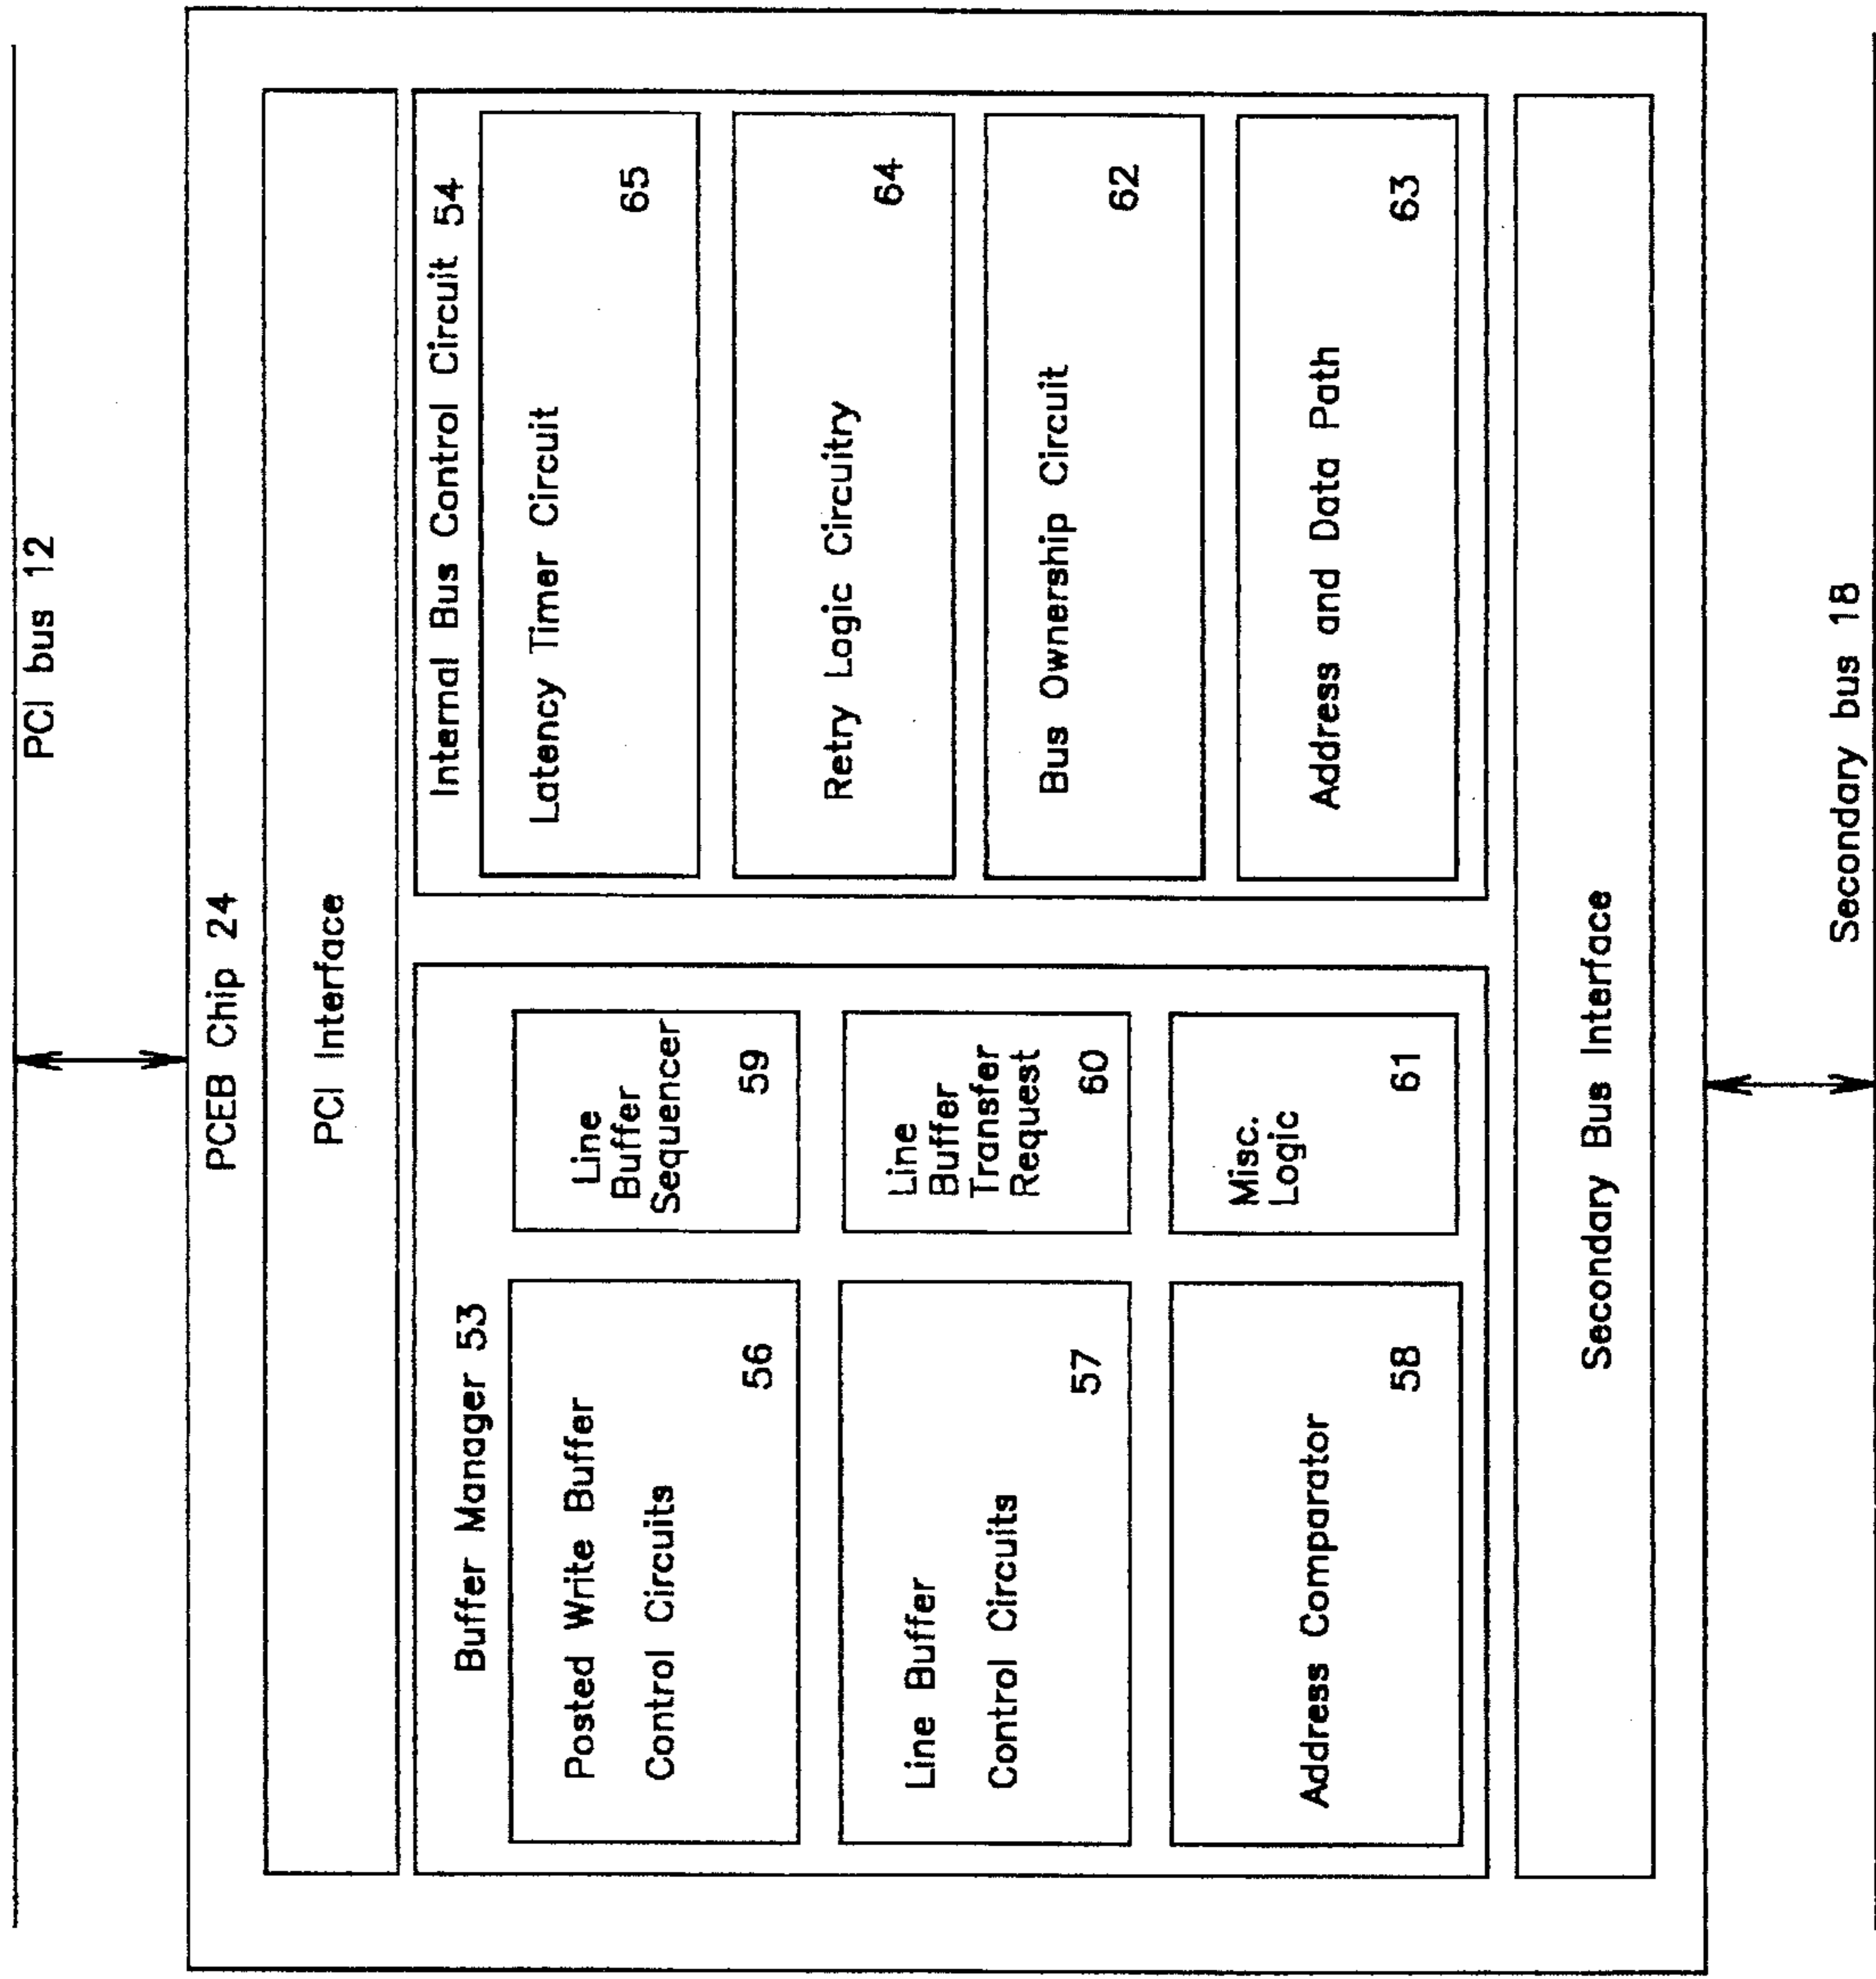 PCI bus 12
PCEB Chip 24
PCI Interface
Buffer Manager 53
Posted Write Buffer
Control Circuits
56
Line
Buffer
Sequencer
59
Line Buffer
Control Circuits
57
Line
Buffer
Transfer
Request
60
Address Comparator
58
Misc.
Logic
61
Internal Bus Control Circuit 54
Latency Timer Circuit
65
Retry Logic Circuitry
64
Bus Ownership Circuit
62
Address and Data Path
63
Secondary Bus Interface
Secondary bus 18